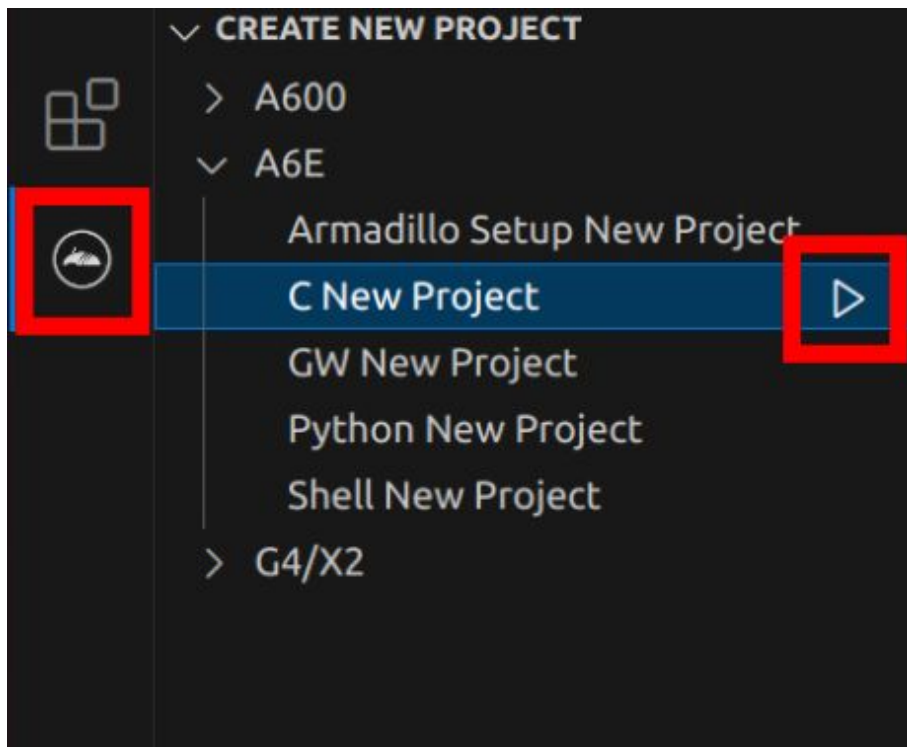 CREATE NEW PROJECT
A600
A6E
Armadillo Setup New Project
C New Project
GW New Project
Python New Project
Shell New Project
G4/X2